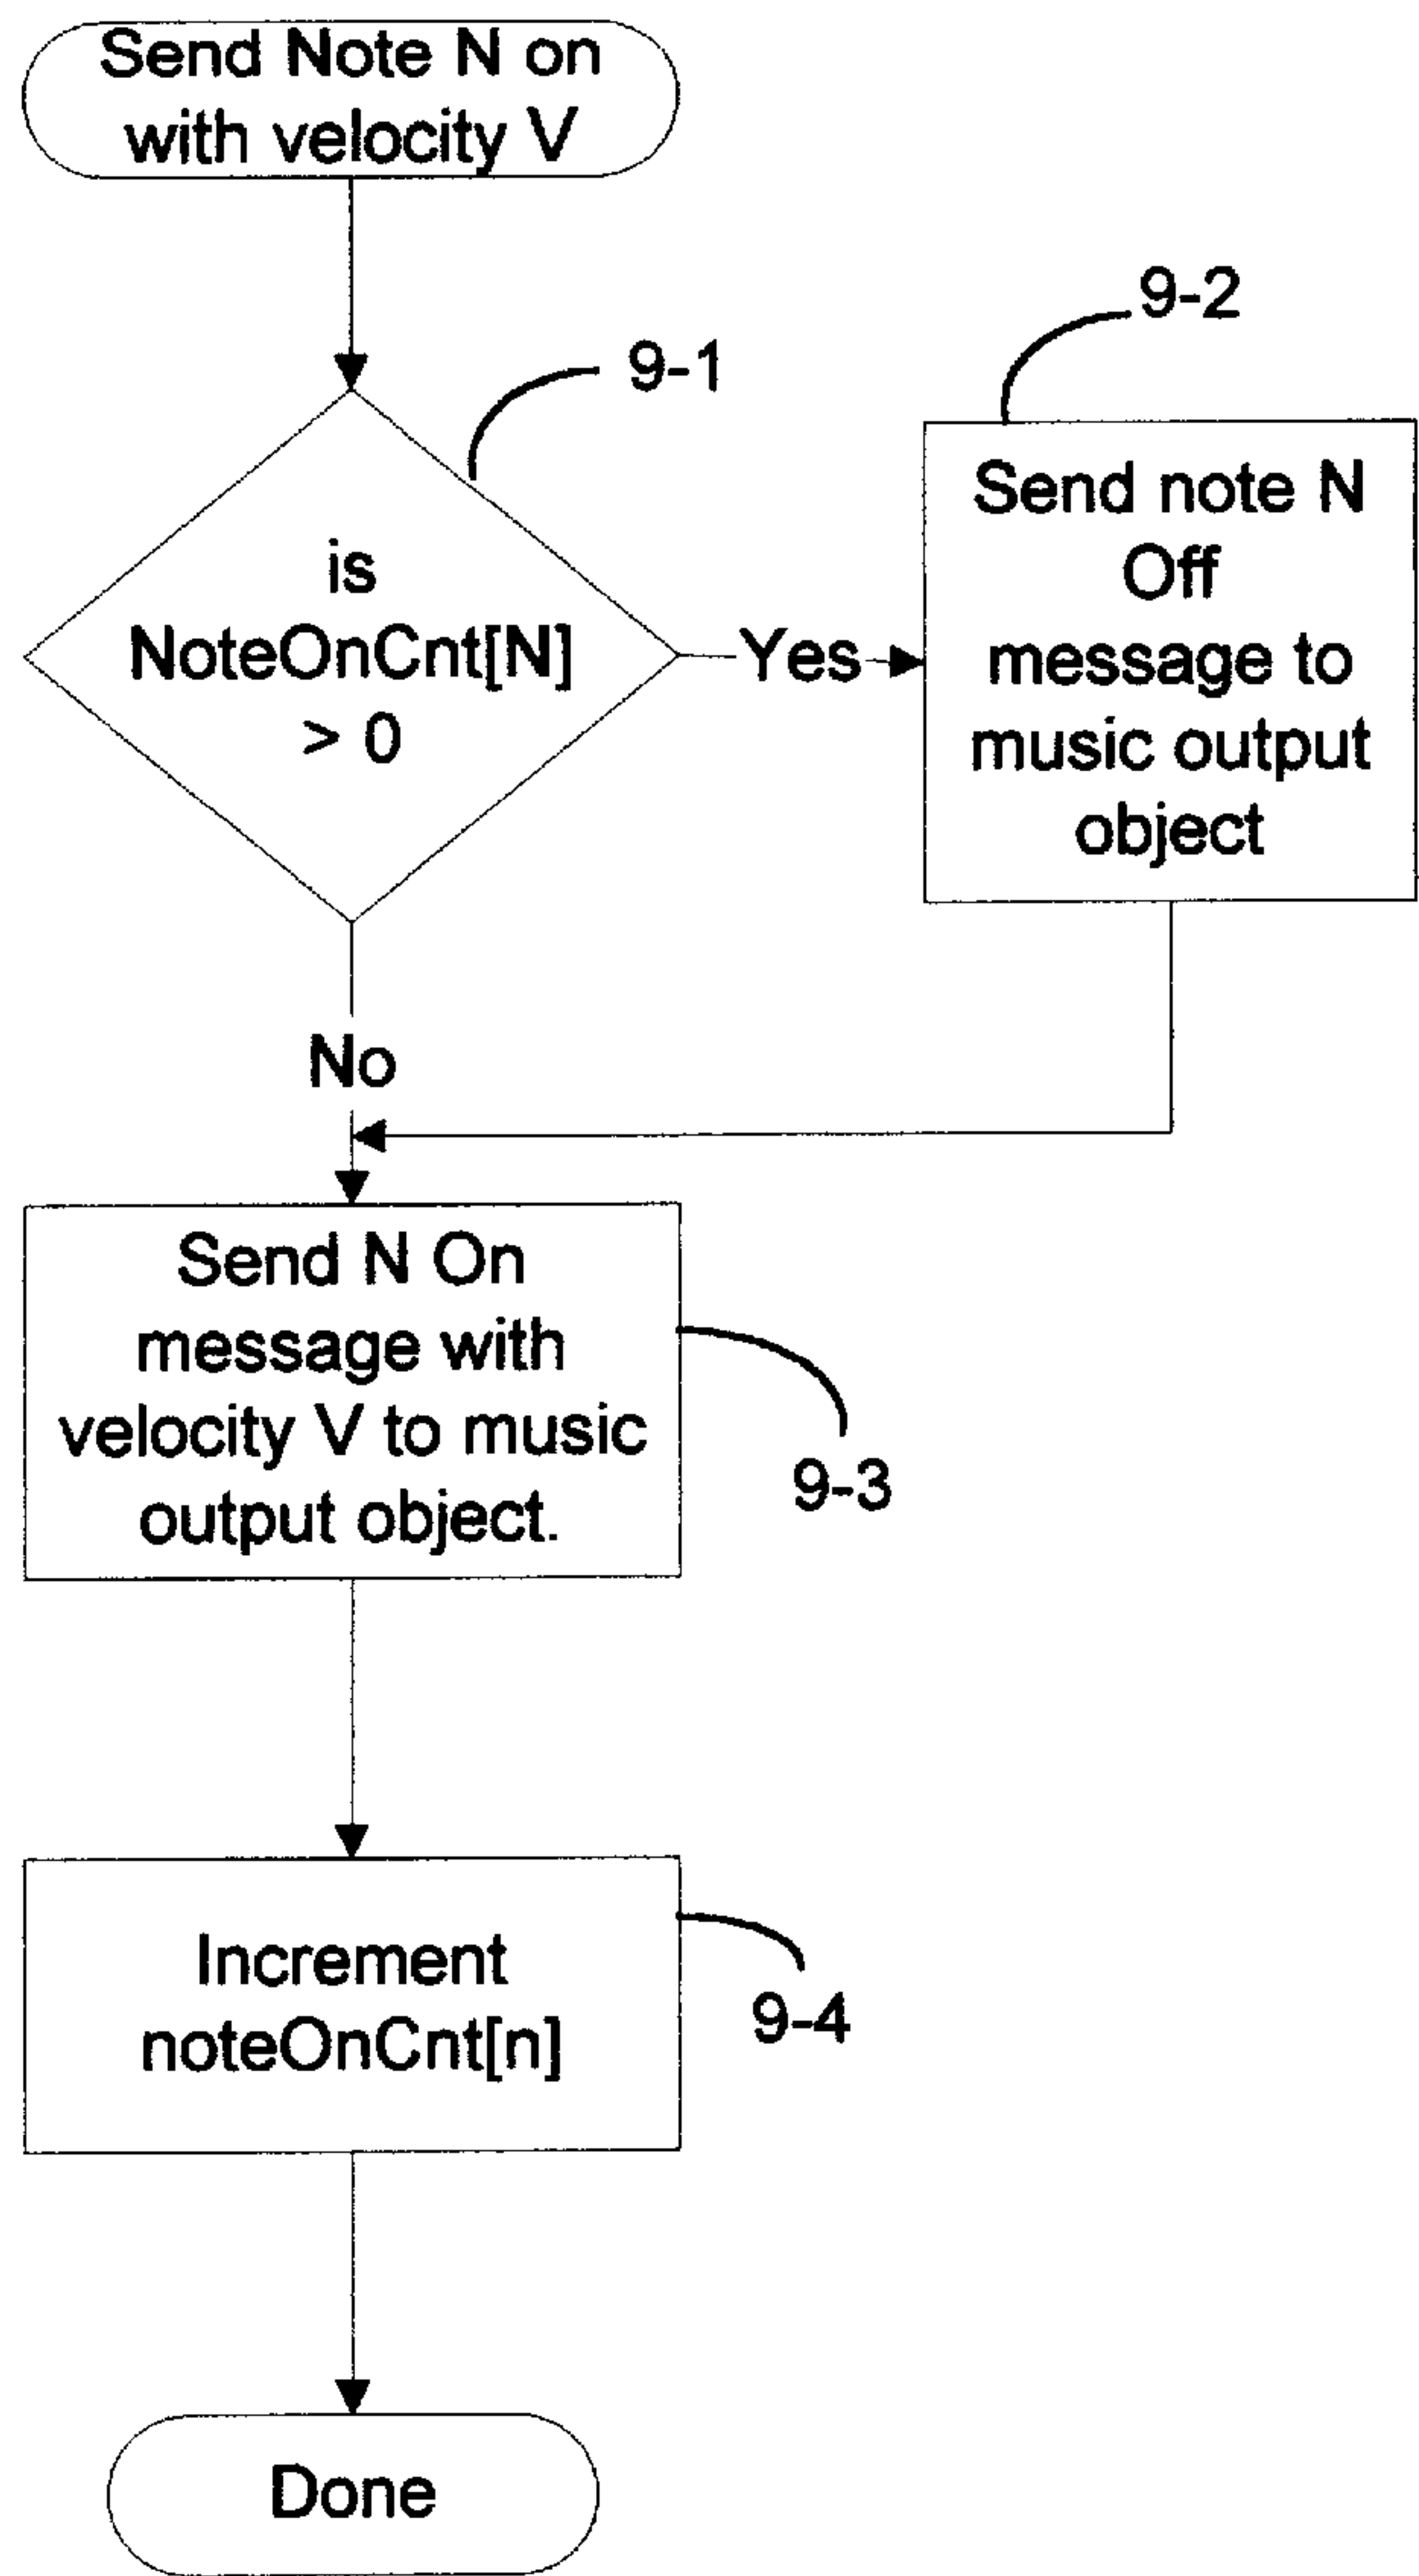 Send Note N on
with velocity V
9-1
9-2
is
NoteOnCnt[N]
> 0
Yes
Send note N
Off
message to
music output
object
No
Send N On
message with
velocity V to music
output object.
9-3
Increment
noteOnCnt[n]
9-4
Done